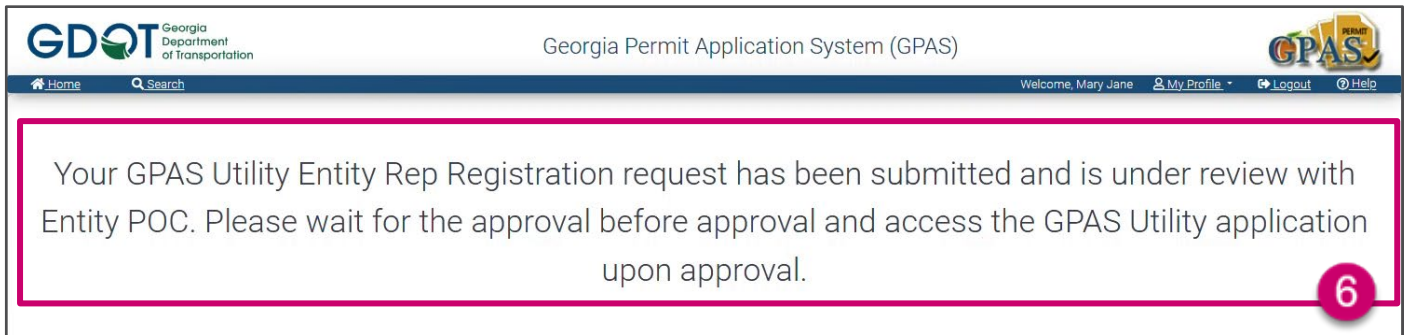 GDOT Georgia
Department
of Transportation
Georgia Permit Application System (GPAS)
PERMIT
GPAS
Home Search Welcome, Mary Jane My Profile Logout Help
Your GPAS Utility Entity Rep Registration request has been submitted and is under review with
Entity POC. Please wait for the approval before approval and access the GPAS Utility application
upon approval.
6